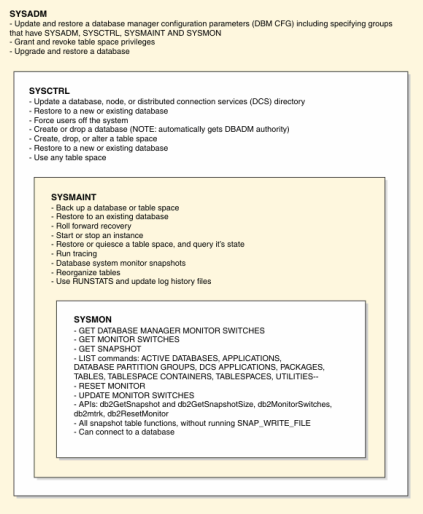 SYSADM
- Update and restore a database manager configuration parameters (DBM CFG) including specifying groups
that have SYSADM, SYSCTRL, SYSMAINT AND SYSMON
- Grant and revoke table space privileges
- Upgrade and restore a database
SYSCTRL
- Update a database, node, or distributed connection services (DCS) directory
- Restore to a new or existing database
- Force users off the system
- Create or drop a database (NOTE: automatically gets DBADM authority)
- Create, drop, or alter a table space
- Restore to a new or existing database
- Use any table space
SYSMAINT
- Back up a database or table space
- Restore to an existing database
- Roll forward recovery
- Start or stop an instance
- Restore or quiesce a table space, and query it's state
- Run tracing
- Database system monitor snapshots
- Reorganize tables
- Use RUNSTATS and update log history files
SYSMON
- GET DATABASE MANAGER MONITOR SWITCHES
- GET MONITOR SWITCHES
- GET SNAPSHOT
- LIST commands: ACTIVE DATABASES, APPLICATIONS,
DATABASE PARTITION GROUPS, DCS APPLICATIONS, PACKAGES,
TABLES, TABLESPACE CONTAINERS, TABLESPACES, UTILITIES--
- RESET MONITOR
- UPDATE MONITOR SWITCHES
- APIs: db2GetSnapshot and db2GetSnapshotSize, db2MonitorSwitches,
db2mtrk, db2ResetMonitor
- All snapshot table functions, without running SNAP_WRITE_FILE
- Can connect to a database